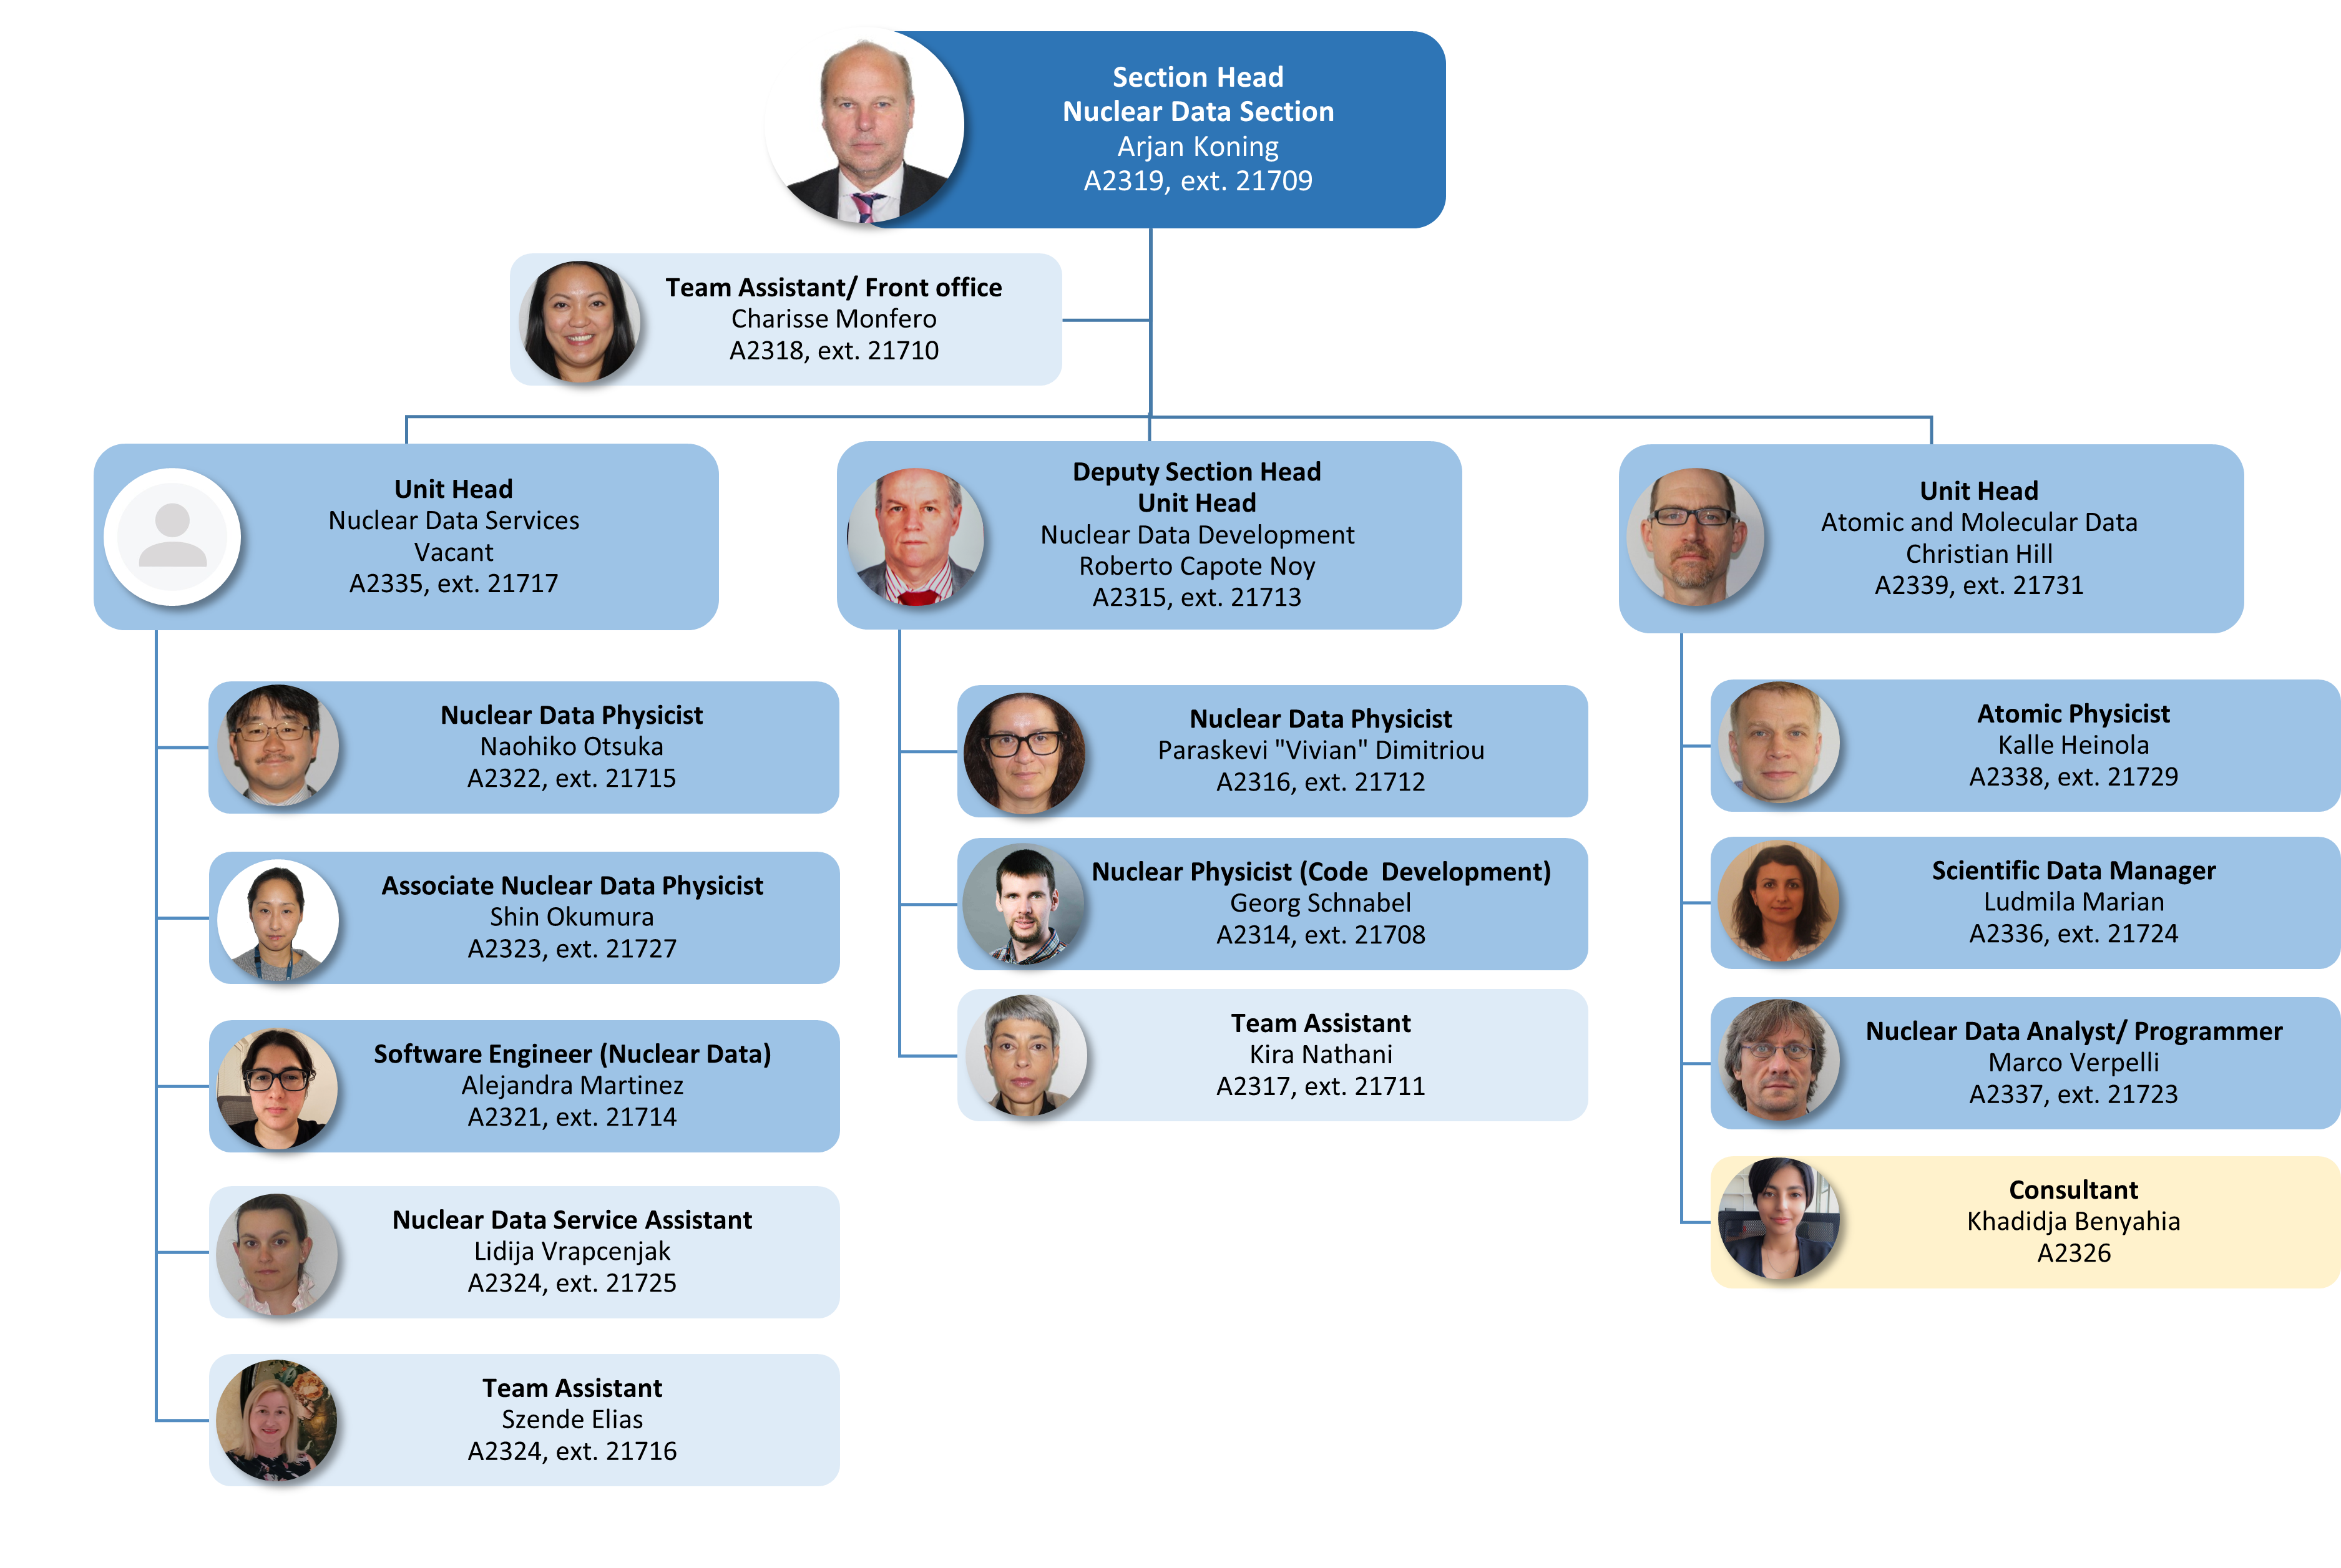 Section Head
Nuclear Data Section
Arjan Koning
A2319, ext. 21709
Team Assistant/ Front office
Charisse Monfero
A2318, ext. 21710
Unit Head
Nuclear Data Services
Vacant
A2335, ext. 21717
Deputy Section Head
Unit Head
Nuclear Data Development
Roberto Capote Noy
A2315, ext. 21713
Unit Head
Atomic and Molecular Data
Christian Hill
A2339, ext. 21731
Nuclear Data Physicist
Naohiko Otsuka
A2322, ext. 21715
Associate Nuclear Data Physicist
Shin Okumura
A2323, ext. 21727
Software Engineer (Nuclear Data)
Alejandra Martinez
A2321, ext. 21714
Nuclear Data Service Assistant
Lidija Vrapcenjak
A2324, ext. 21725
Team Assistant
Szende Elias
A2324, ext. 21716
Nuclear Data Physicist
Paraskevi "Vivian" Dimitriou
A2316, ext. 21712
Nuclear Physicist (Code  Development)
Georg Schnabel
A2314, ext. 21708
Team Assistant
Kira Nathani
A2317, ext. 21711
Atomic Physicist
Kalle Heinola
A2338, ext. 21729
Scientific Data Manager
Ludmila Marian
A2336, ext. 21724
Nuclear Data Analyst/ Programmer
Marco Verpelli
A2337, ext. 21723
Consultant
Khadidja Benyahia
A2326